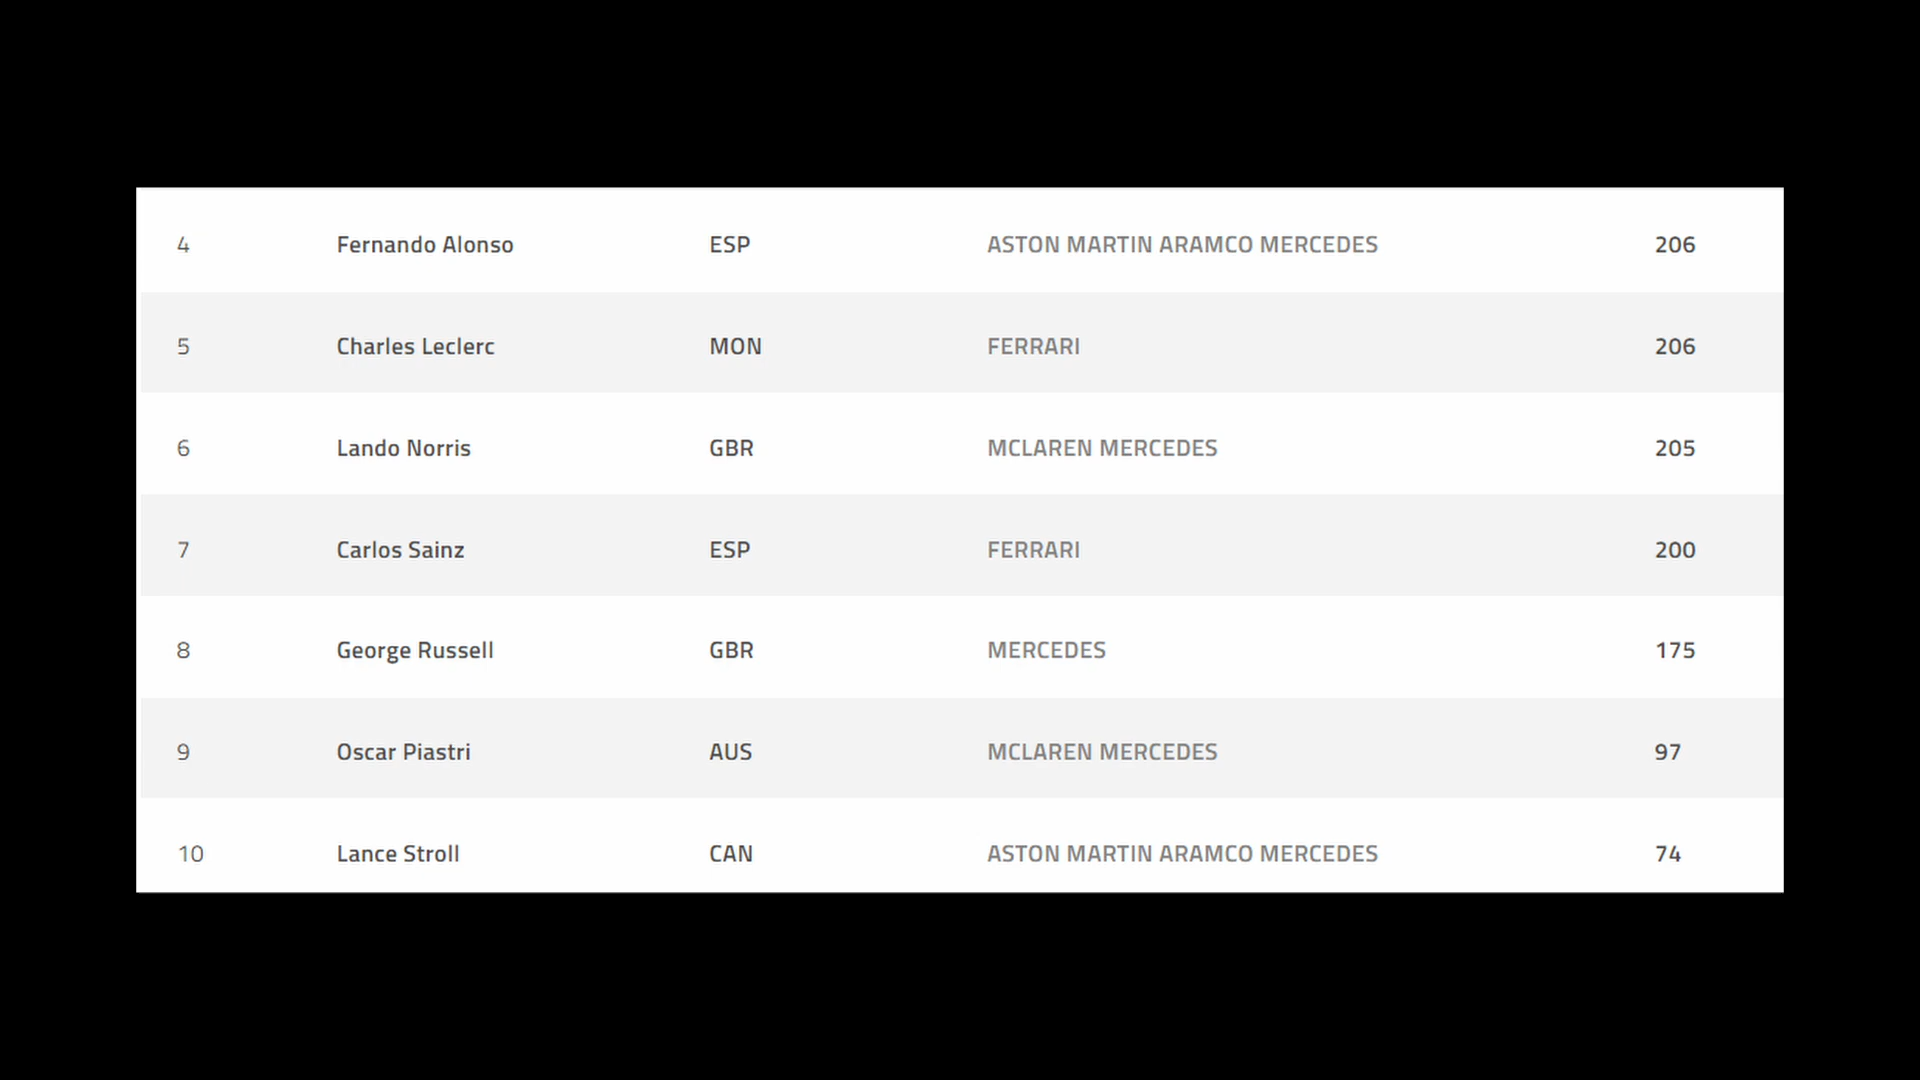 4 Fernando Alonso ESP ASTON MARTIN ARAMCO MERCEDES 206
5 Charles Leclerc MON FERRARI 206
6 Lando Norris GBR MCLAREN MERCEDES 205
7 Carlos Sainz ESP FERRARI 200
8 George Russell GBR MERCEDES 175
9 Oscar Piastri AUS MCLAREN MERCEDES 97
10 Lance Stroll CAN ASTON MARTIN ARAMCO MERCEDES 74